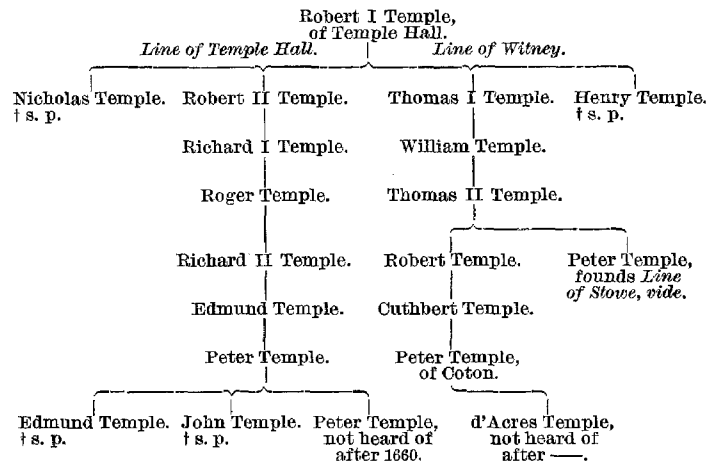 Robert I Temple,
of Temple Hall.
Line of Temple Hall. Line of Witney.
Nicholas Temple. Robert II Temple. Thomas I Temple. Henry Temple.
† s. p. † s. p.
Richard I Temple. William Temple.
Roger Temple. Thomas II Temple.
Richard II Temple. Robert Temple. Peter Temple,
founds Line
of Stowe, vide.
Edmund Temple. Cuthbert Temple.
Peter Temple. Peter Temple,
of Coton.
Edmund Temple. John Temple. Peter Temple, d'Acres Temple,
† s. p. † s. p. not heard of not heard of
after 1660. after ——.